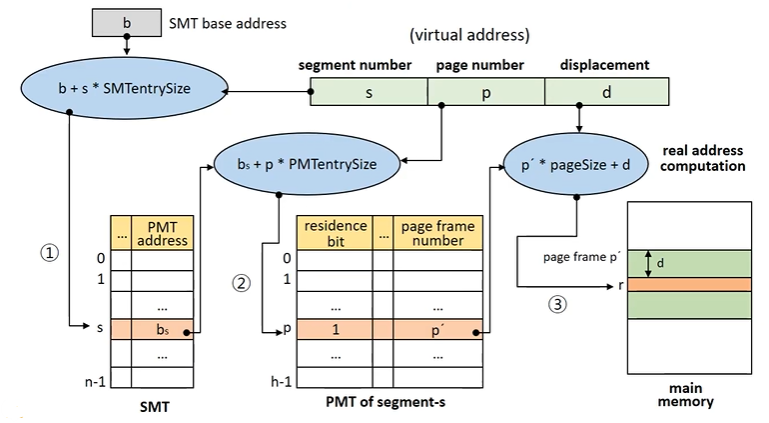 b
SMT base address
(virtual address)
segment number
page number
displacement
b + s * SMTentrySize
s
p
d
bs + p * PMTentrySize
p´ * pageSize + d
real address
computation
①
...
PMT
address
0
1
...
s
bs
...
n-1
SMT
②
residence
bit
...
page frame
number
0
1
...
...
p
1
p´
...
...
h-1
PMT of segment-s
③
page frame p´
d
r
main
memory